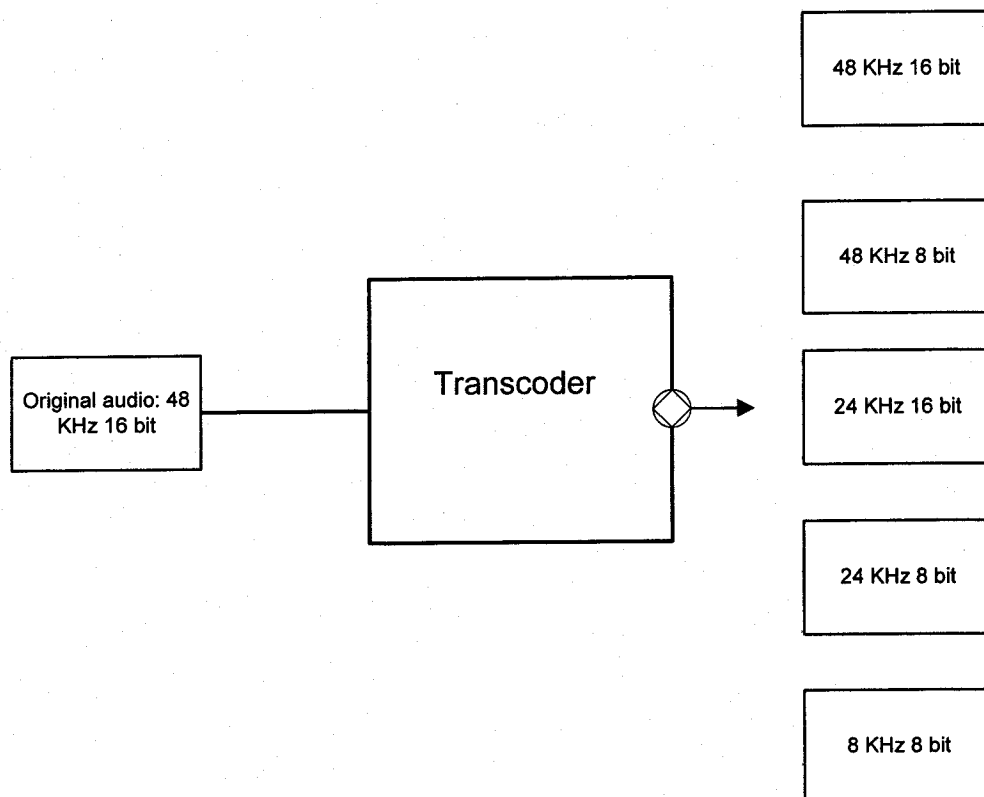 48 KHz 16 bit
48 KHz 8 bit
Transcoder
Original audio: 48
KHz 16 bit
24 KHz 16 bit
24 KHz 8 bit
8 KHz 8 bit